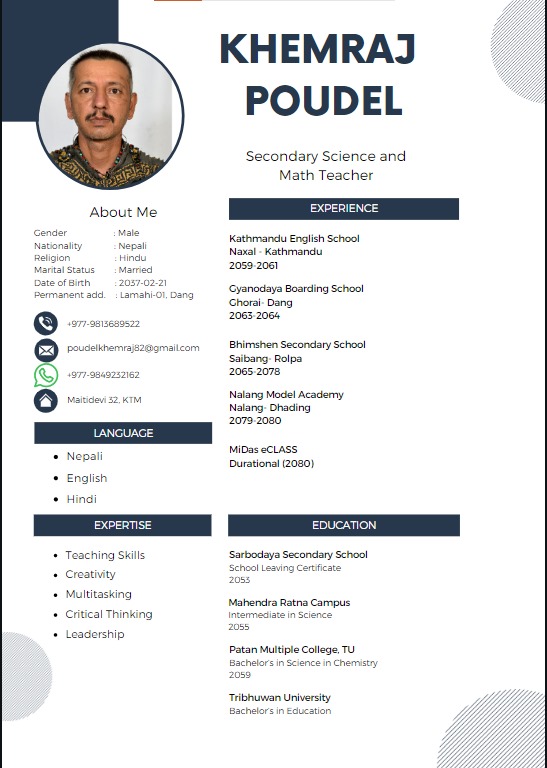 KHEMRAJ
POUDEL
Secondary Science and
Math Teacher
About Me
Gender : Male
Nationality : Nepali
Religion : Hindu
Marital Status : Married
Date of Birth : 2037-02-21
Permanent add. : Lamahi-01, Dang
+977-9813689522
poudelkhemraj82@gmail.com
+977-9849232162
Maitidevi 32, KTM
LANGUAGE
Nepali
English
Hindi
EXPERTISE
Teaching Skills
Creativity
Multitasking
Critical Thinking
Leadership
EXPERIENCE
Kathmandu English School
Naxal - Kathmandu
2059-2061
Gyanodaya Boarding School
Ghorai- Dang
2063-2064
Bhimshen Secondary School
Saibang- Rolpa
2065-2078
Nalang Model Academy
Nalang- Dhading
2079-2080
MiDas eCLASS
Durational (2080)
EDUCATION
Sarbodaya Secondary School
School Leaving Certificate
2053
Mahendra Ratna Campus
Intermediate in Science
2055
Patan Multiple College, TU
Bachelor's in Science in Chemistry
2059
Tribhuwan University
Bachelor's in Education